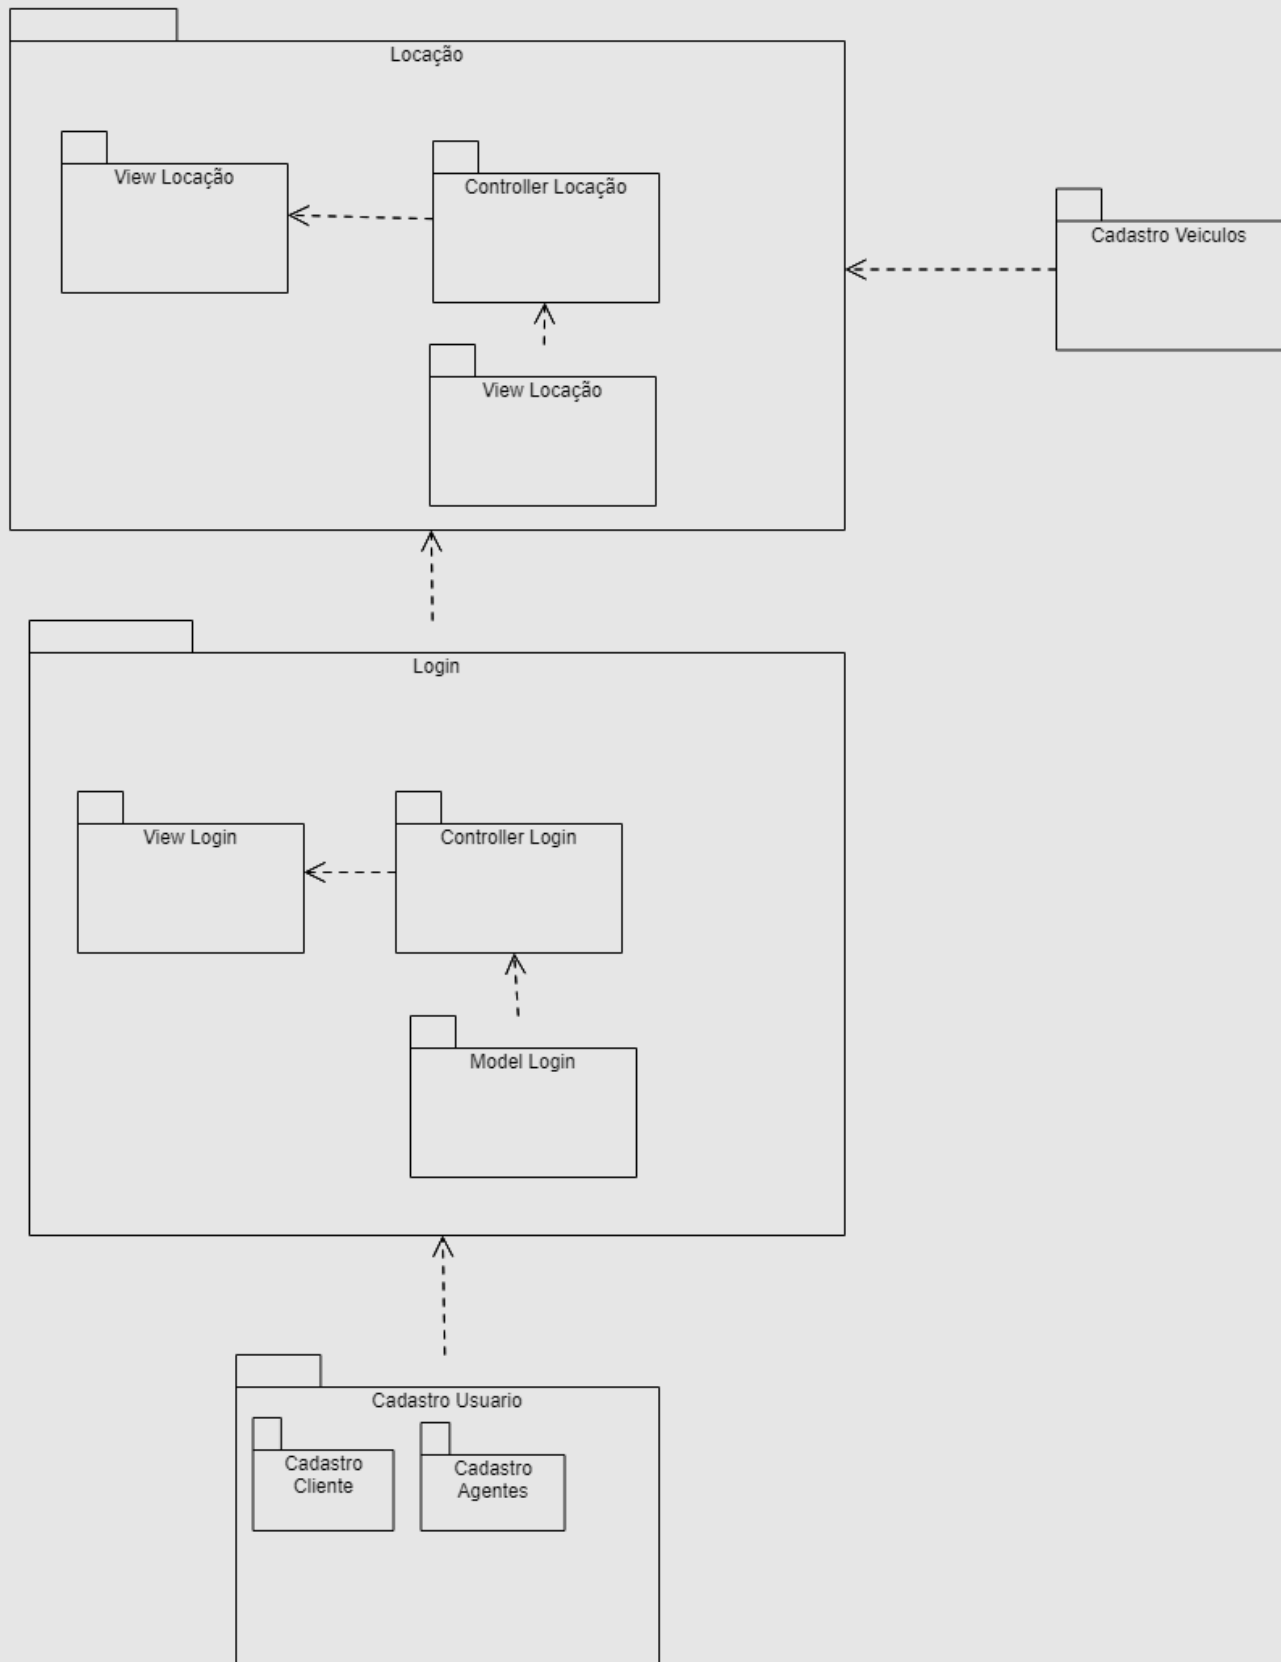 Locação
View Locação
Controller Locação
Cadastro Veiculos
View Locação
Login
View Login
Controller Login
Model Login
Cadastro Usuario
Cadastro
Cliente
Cadastro
Agentes